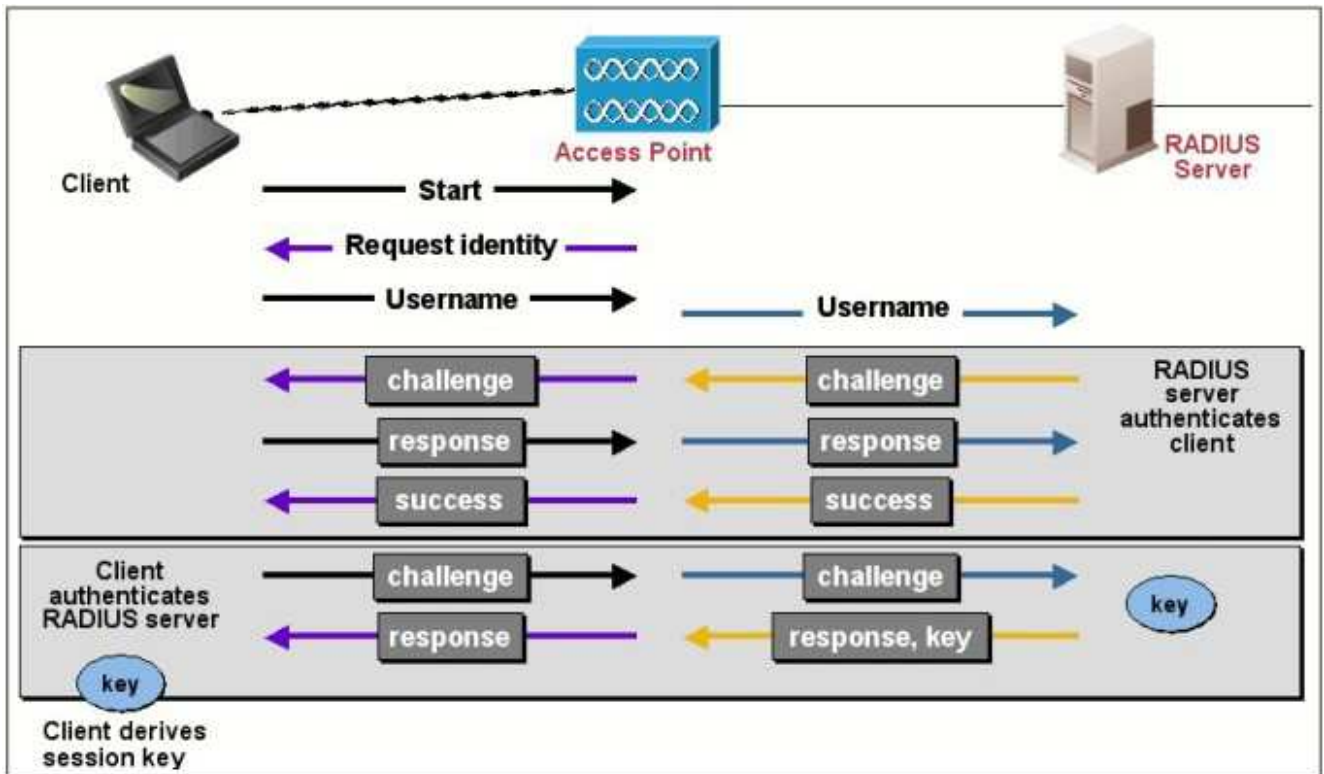 Client
Access Point
RADIUS
Server
Start
Request identity
Username
Username
challenge
challenge
RADIUS
server
authenticates
client
response
response
success
success
Client
authenticates
RADIUS server
challenge
challenge
key
response
response, key
key
Client derives
session key